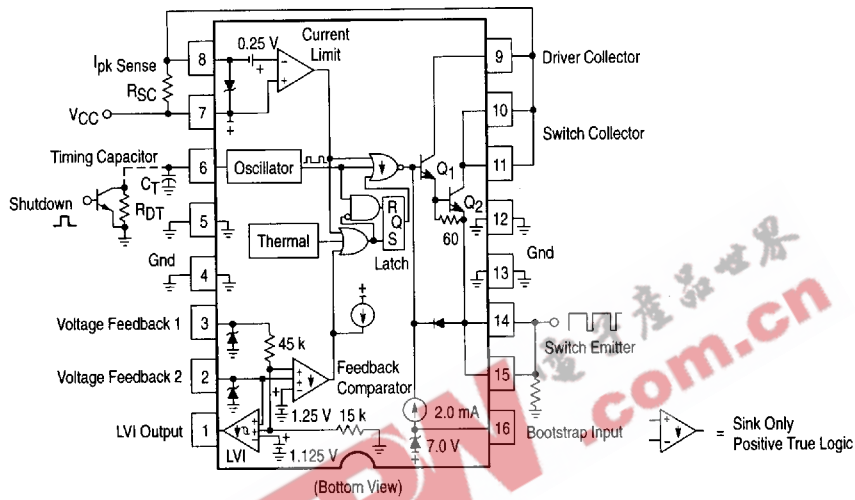 Current
Limit
0.25 V
+
−
+
+
Ipk Sense
8
RSC
VCC
7
9
Driver Collector
10
Switch Collector
11
Timing Capacitor
6
Oscillator
CT
Q1
Q2
Shutdown
RDT
5
R
Q
S
Latch
60
12
Thermal
Gnd
4
13
Gnd
+
14
Switch Emitter
Voltage Feedback 1
3
45 k
15
Voltage Feedback 2
2
+
+
−
Feedback
Comparator
+
1.25 V
15 k
2.0 mA
16
Bootstrap Input
7.0 V
+
LVI Output
1
LVI
+
1.125 V
(Bottom View)
+
−
= Sink Only
Positive True Logic
產品世界
.com.cn